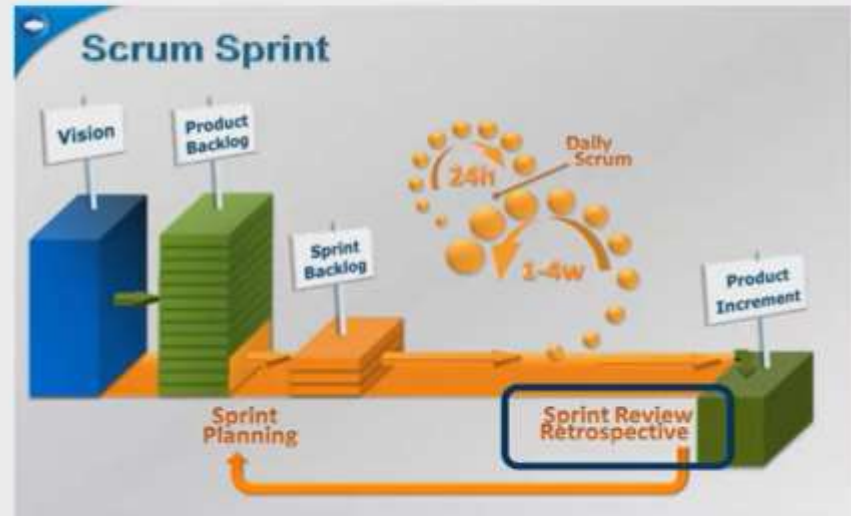 Scrum Sprint
Vision
Product
Backlog
Sprint
Backlog
24h
Daily
Scrum
1-4w
Product
Increment
Sprint
Planning
Sprint Review
Retrospective